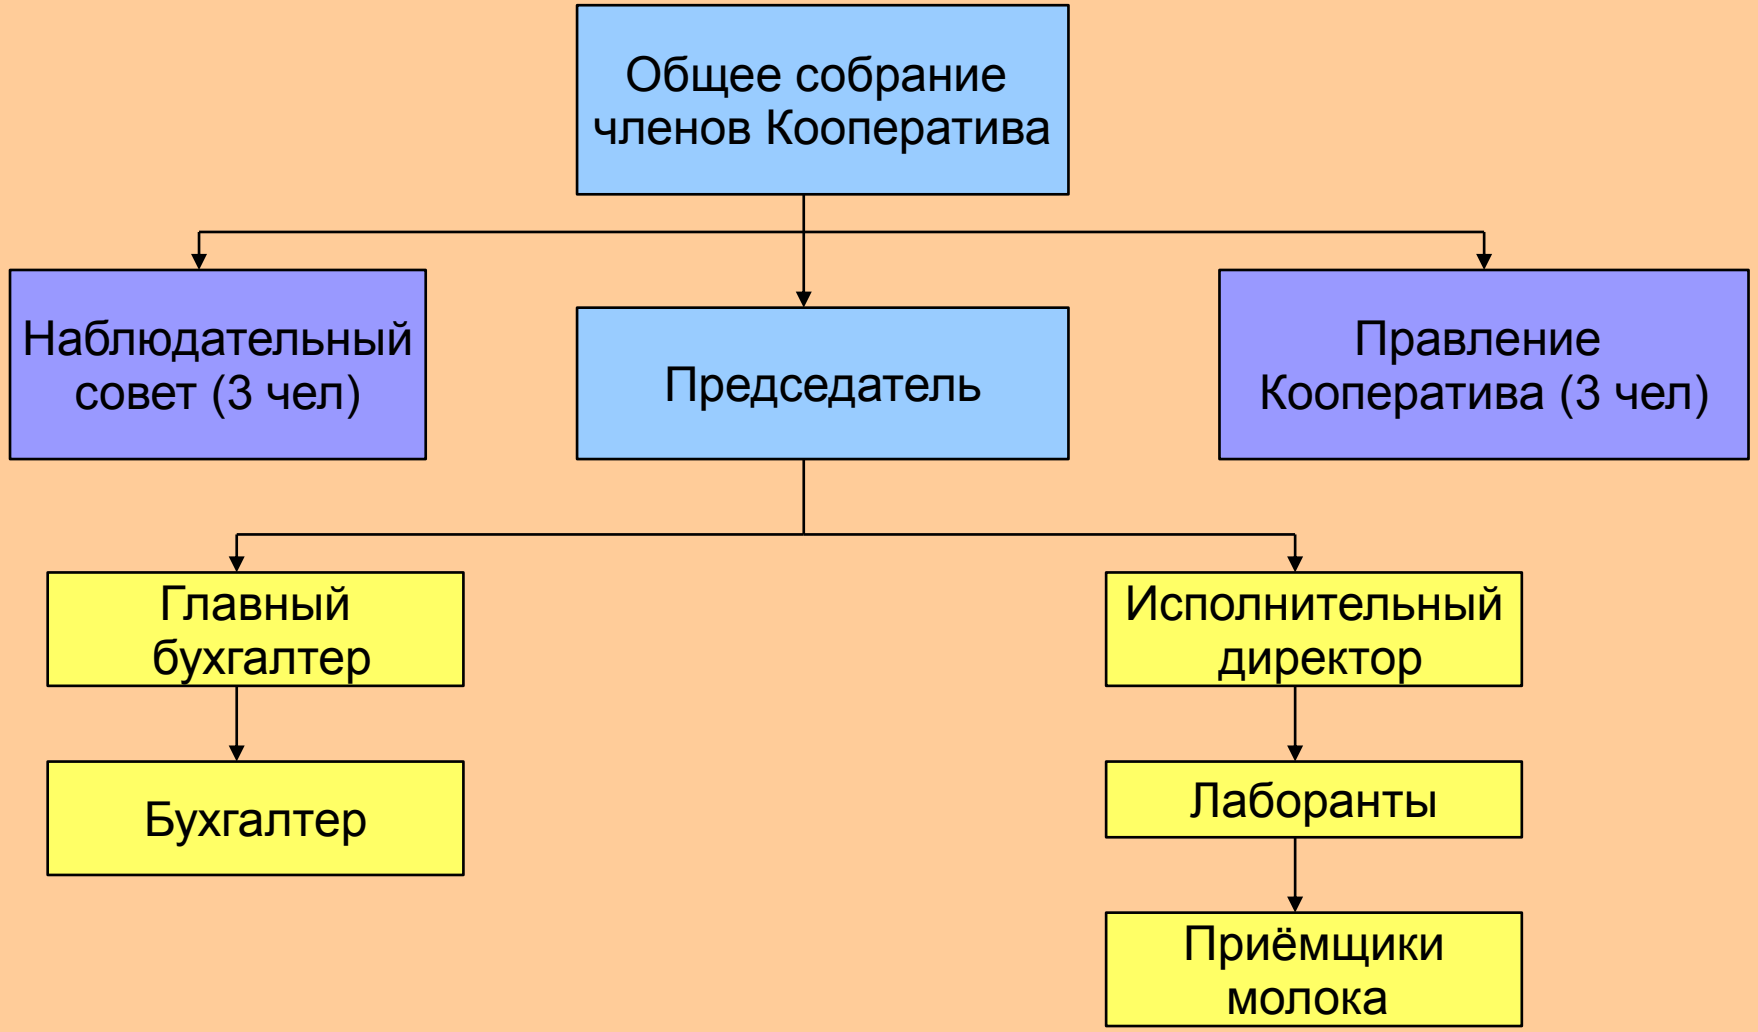 Общее собрание
членов Кооператива
Наблюдательный
совет (3 чел)
Председатель
Правление
Кооператива (3 чел)
Главный
бухгалтер
Исполнительный
директор
Бухгалтер
Лаборанты
Приёмщики
молока